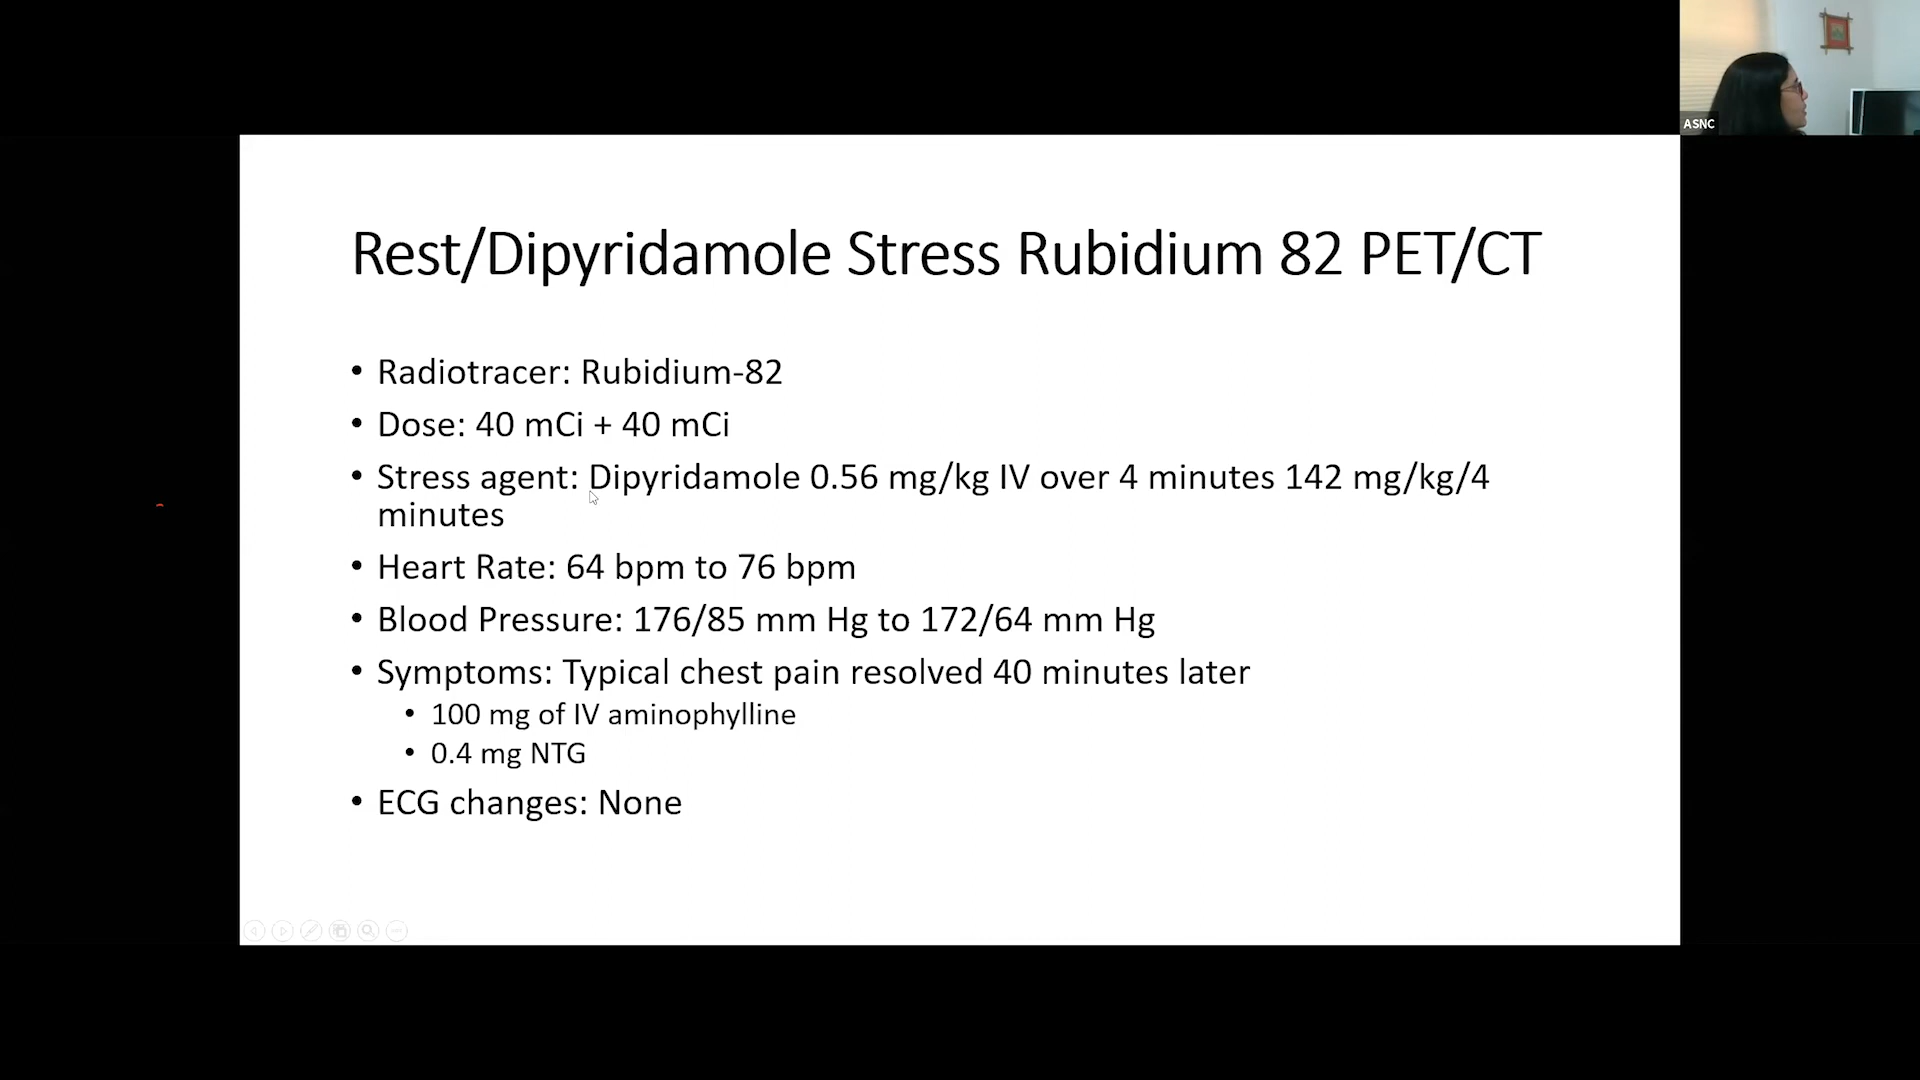 ASNC
Rest/Dipyridamole Stress Rubidium 82 PET/CT
• Radiotracer: Rubidium-82
• Dose: 40 mCi + 40 mCi
• Stress agent: Dipyridamole 0.56 mg/kg IV over 4 minutes 142 mg/kg/4
minutes
• Heart Rate: 64 bpm to 76 bpm
• Blood Pressure: 176/85 mm Hg to 172/64 mm Hg
• Symptoms: Typical chest pain resolved 40 minutes later
• 100 mg of IV aminophylline
• 0.4 mg NTG
• ECG changes: None